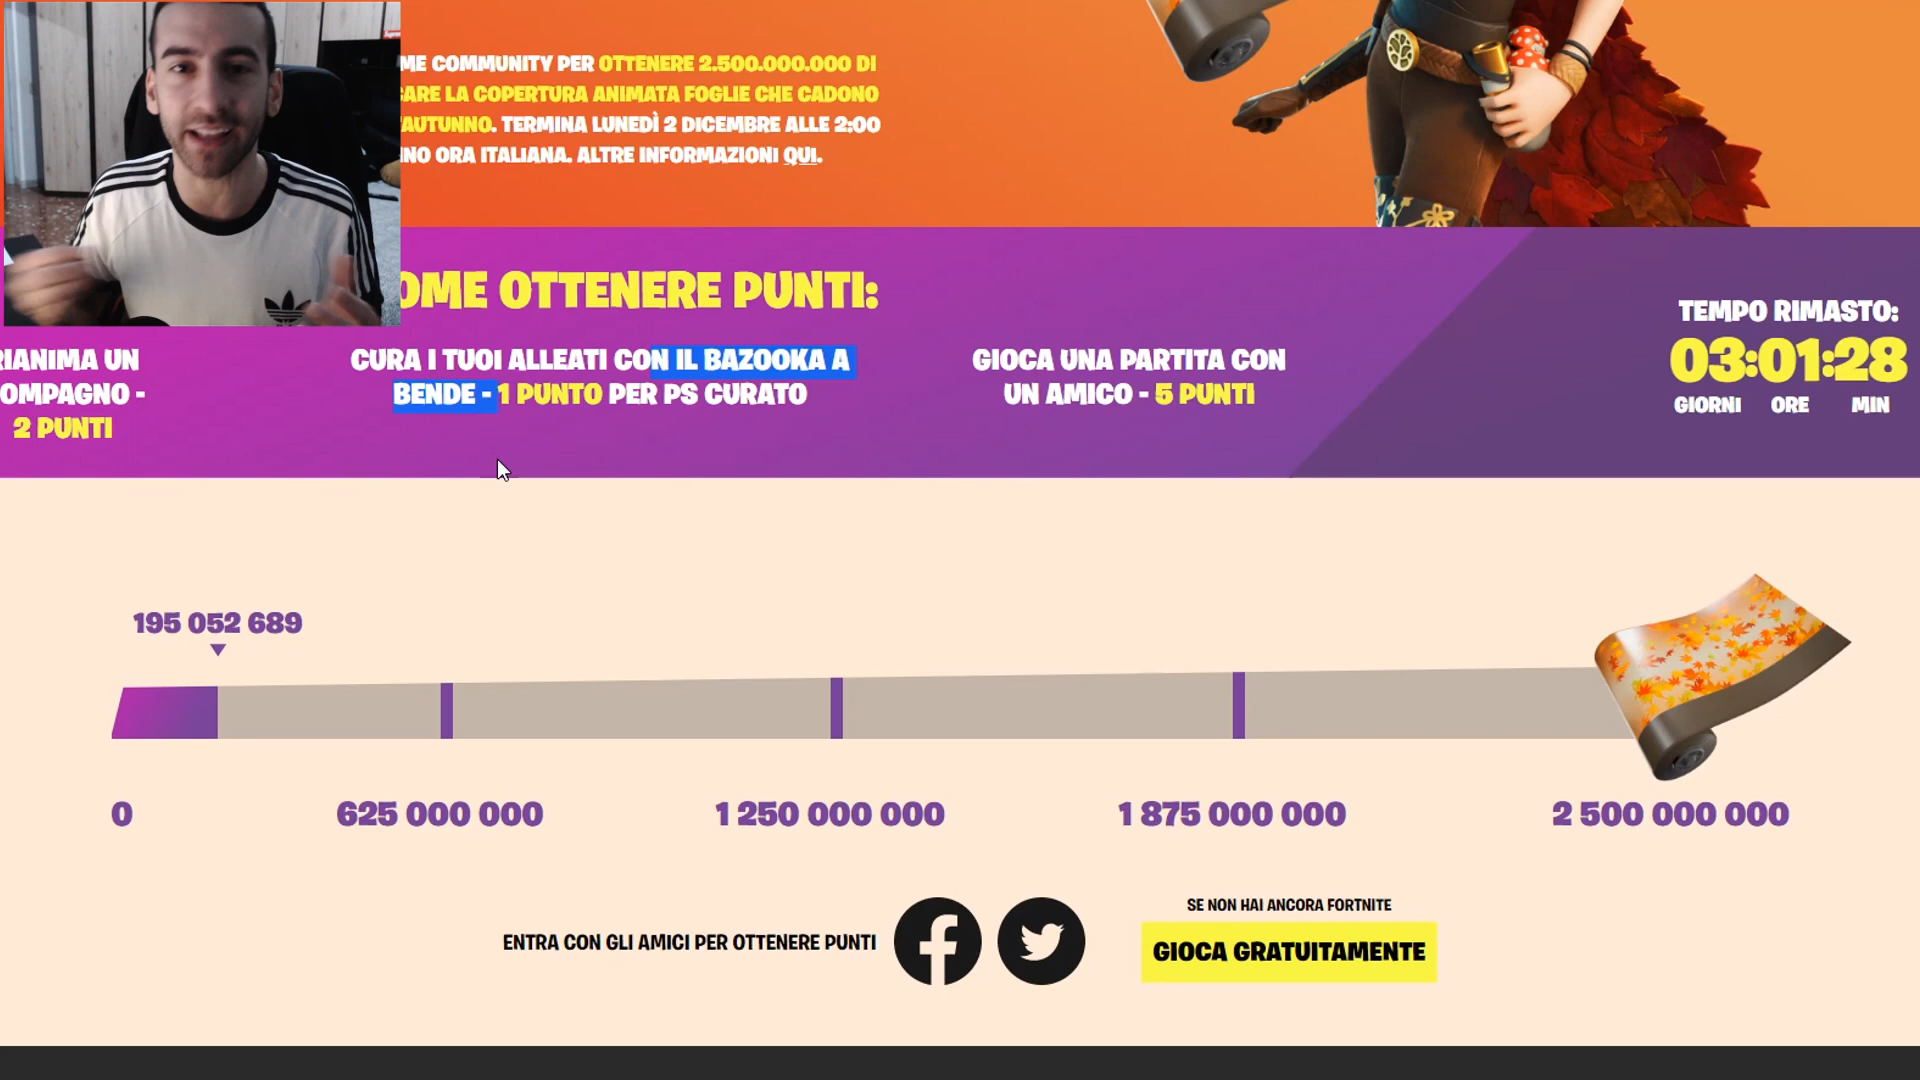 ME COMMUNITY PER OTTENERE 2.500.000.000 DI
ARE LA COPERTURA ANIMATA FOGLIE CHE CADONO
'AUTUNNO. TERMINA LUNEDÌ 2 DICEMBRE ALLE 2:00
NO ORA ITALIANA. ALTRE INFORMAZIONI QUI.
OME OTTENERE PUNTI:
RIANIMA UN
OMPAGNO -
2 PUNTI
CURA I TUOI ALLEATI CON IL BAZOOKA A
BENDE - 1 PUNTO PER PS CURATO
GIOCA UNA PARTITA CON
UN AMICO - 5 PUNTI
TEMPO RIMASTO:
03:01:28
GIORNI ORE MIN
195 052 689
0 625 000 000 1 250 000 000 1 875 000 000 2 500 000 000
ENTRA CON GLI AMICI PER OTTENERE PUNTI
SE NON HAI ANCORA FORTNITE
GIOCA GRATUITAMENTE